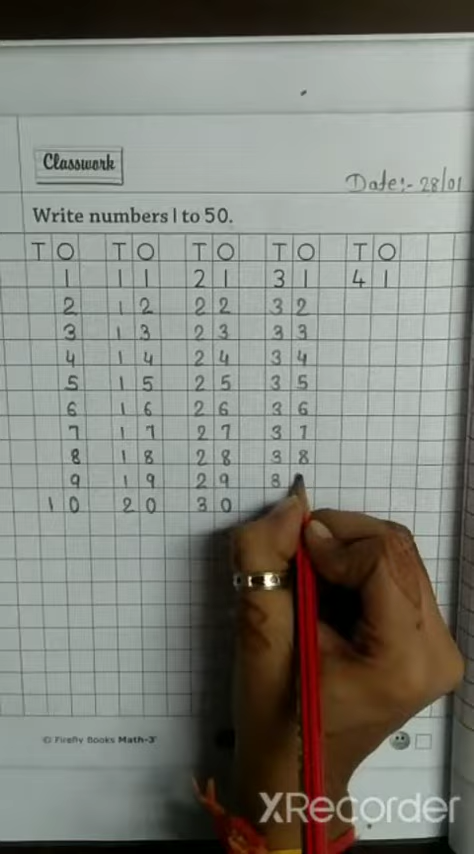 Classwork
Date:- 28/01
Write numbers 1 to 50.
T O T O T O T O T O
1 1 1 2 1 3 1 4 1
2 1 2 2 2 3 2
3 1 3 2 3 3 3
4 1 4 2 4 3 4
5 1 5 2 5 3 5
6 1 6 2 6 3 6
7 1 7 2 7 3 7
8 1 8 2 8 3 8
9 1 9 2 9 3
1 0 2 0 3 0
© Firefly Books Math-3
XRecorder